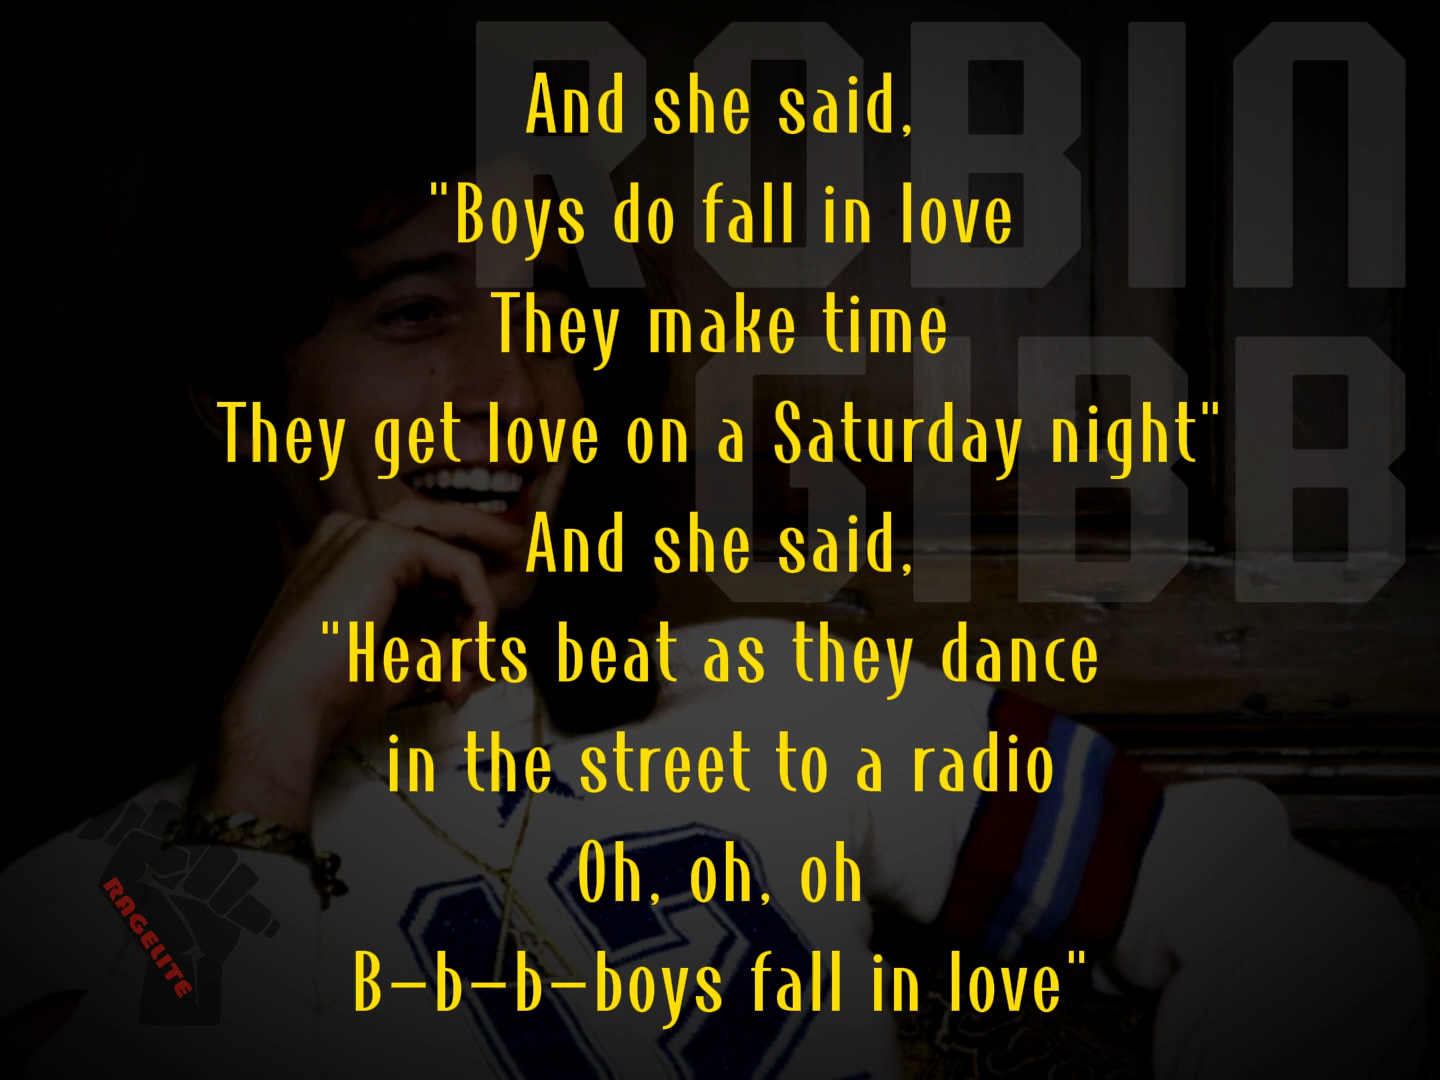 ROBIN
GIBB
And she said,
"Boys do fall in love
They make time
They get love on a Saturday night"
And she said,
"Hearts beat as they dance
in the street to a radio
Oh, oh, oh
B-b-b-boys fall in love"
12
RAGELITE